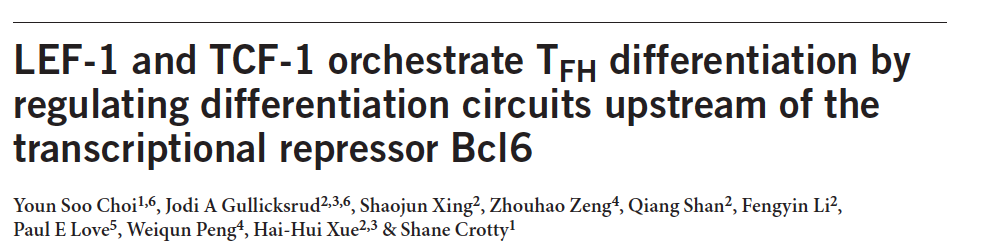 LEF-1 and TCF-1 orchestrate TFH differentiation by
regulating differentiation circuits upstream of the
transcriptional repressor Bcl6
Youn Soo Choi1,6, Jodi A Gullicksrud2,3,6, Shaojun Xing2, Zhouhao Zeng4, Qiang Shan2, Fengyin Li2,
Paul E Love5, Weiqun Peng4, Hai-Hui Xue2,3 & Shane Crotty1